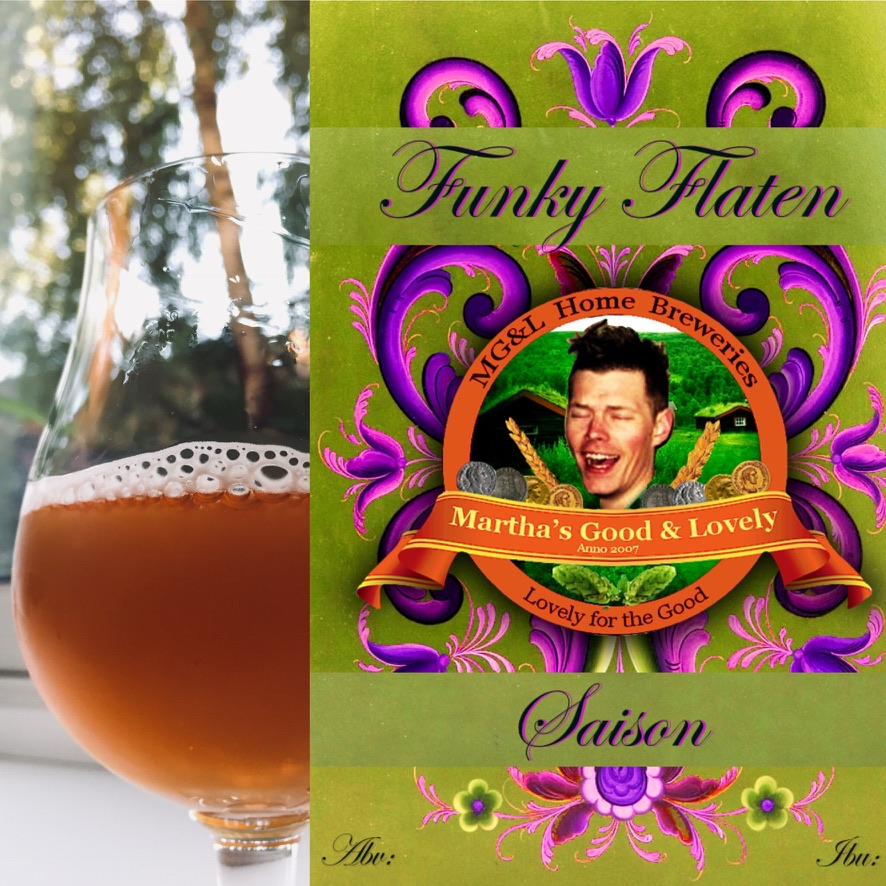 Funky Flaten
MG&L Home Breweries
Martha's Good & Lovely
Anno 2007
Lovely for the Good
Saison
Abv:
Ibu: